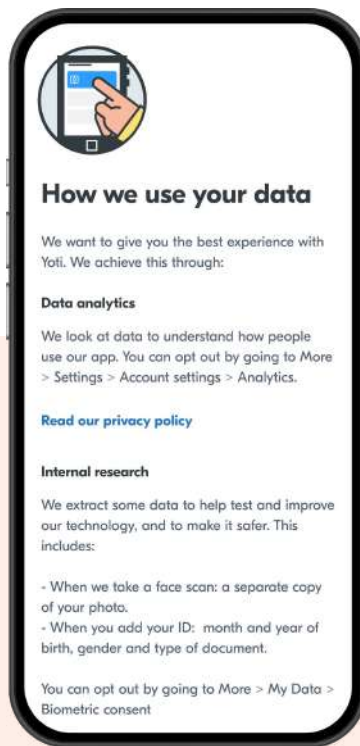 How we use your data
We want to give you the best experience with
Yoti. We achieve this through:
Data analytics
We look at data to understand how people
use our app. You can opt out by going to More
> Settings > Account settings > Analytics.
Read our privacy policy
Internal research
We extract some data to help test and improve
our technology, and to make it safer. This
includes:
- When we take a face scan: a separate copy
of your photo.
- When you add your ID:  month and year of
birth, gender and type of document.
You can opt out by going to More > My Data >
Biometric consent